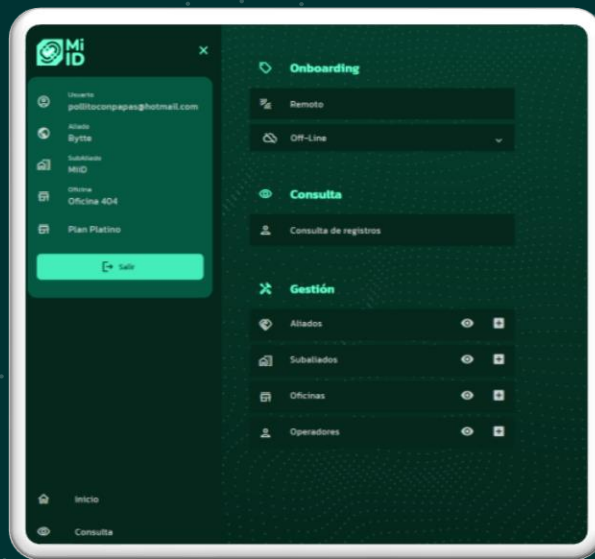 Mi
ID
×
Usuario
pollitoconpapas@hotmail.com
Aliado
Bytte
SubAliado
MiID
Oficina
Oficina 404
Plan Platino
Salir
Inicio
Consulta
Onboarding
Remoto
Off-Line
Consulta
Consulta de registros
Gestión
Aliados
Subaliados
Oficinas
Operadores